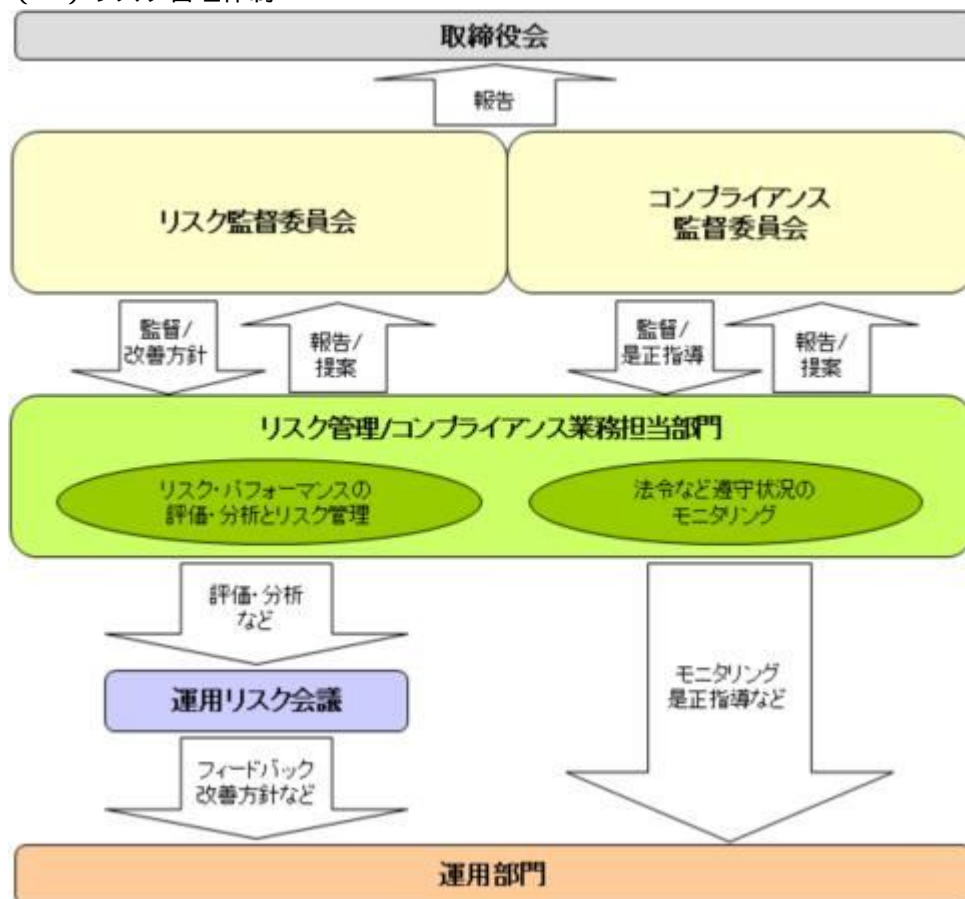 取締役会
報告
リスク監督委員会
コンプライアンス
監督委員会
監督/
改善方針
報告/
提案
監督/
是正指導
報告/
提案
リスク管理/コンプライアンス業務担当部門
リスク・パフォーマンスの
評価・分析とリスク管理
法令など遵守状況の
モニタリング
評価・分析
など
運用リスク会議
フィードバック
改善方針など
モニタリング
是正指導など
運用部門